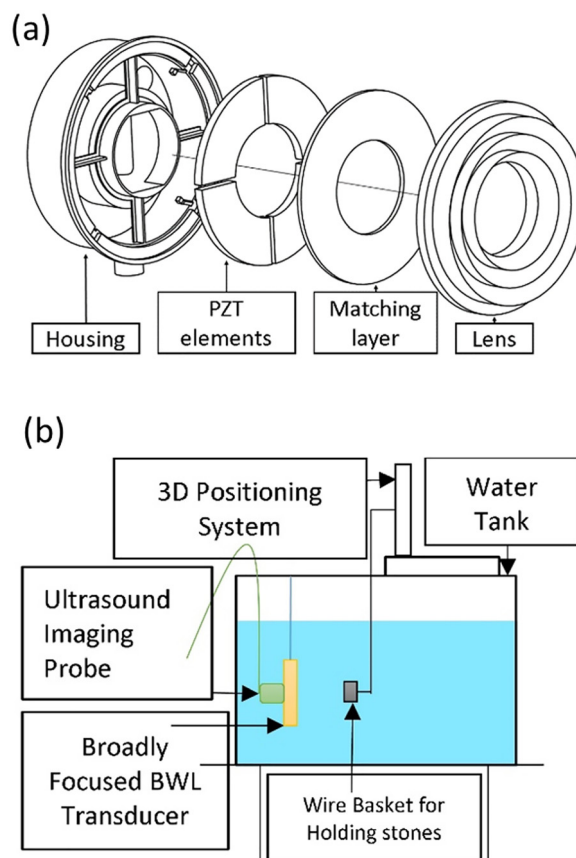 (a)
Housing
PZT
elements
Matching
layer
Lens
(b)
3D Positioning
System
Water
Tank
Ultrasound
Imaging
Probe
Broadly
Focused BWL
Transducer
Wire Basket for
Holding stones